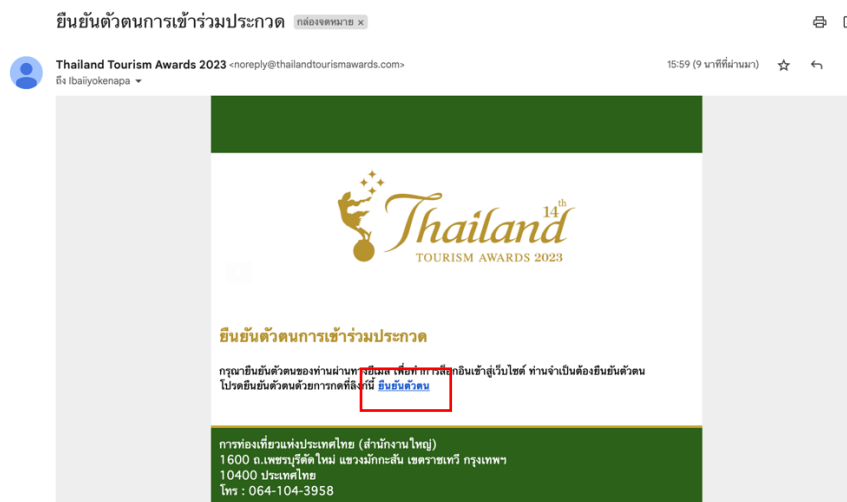 ยืนยันตัวตนการเข้าร่วมประกวด กล่องจดหมาย ×
Thailand Tourism Awards 2023 <noreply@thailandtourismawards.com> 15:59 (9 นาทีที่ผ่านมา)
ถึง Ibaiiyokenapa
14th
Thailand
TOURISM AWARDS 2023
ยืนยันตัวตนการเข้าร่วมประกวด
กรุณายืนยันตัวตนของท่านผ่านทางอีเมล เพื่อทำการล็อกอินเข้าสู่เว็บไซต์ ท่านจำเป็นต้องยืนยันตัวตน
โปรดยืนยันตัวตนด้วยการกดที่ลิงก์นี้ ยืนยันตัวตน
การท่องเที่ยวแห่งประเทศไทย (สำนักงานใหญ่)
1600 ถ.เพชรบุรีตัดใหม่ แขวงมักกะสัน เขตราชเทวี กรุงเทพฯ
10400 ประเทศไทย
โทร : 064-104-3958